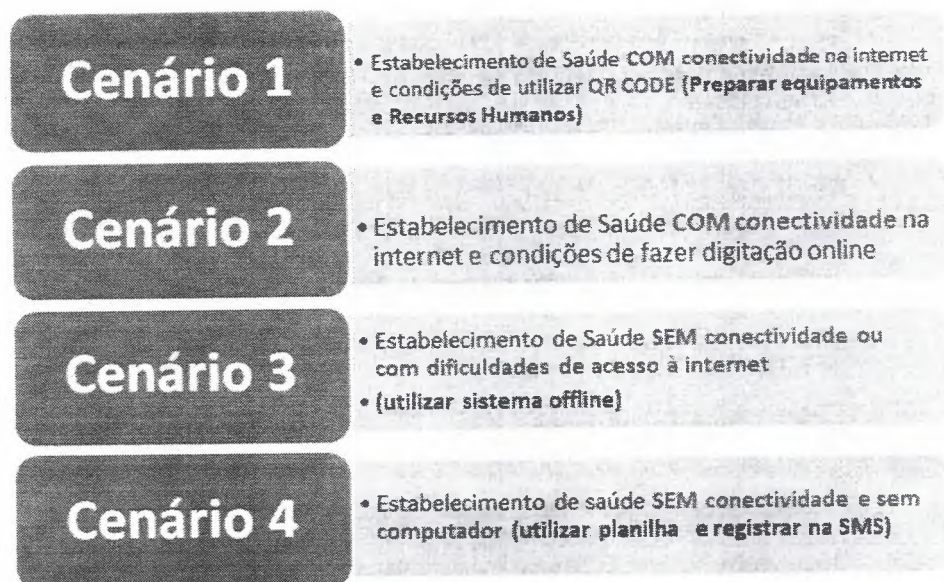 Cenário 1
• Estabelecimento de Saúde COM conectividade na internet
e condições de utilizar QR CODE (Preparar equipamentos
e Recursos Humanos)
Cenário 2
• Estabelecimento de Saúde COM conectividade na
internet e condições de fazer digitação online
Cenário 3
• Estabelecimento de Saúde SEM conectividade ou
com dificuldades de acesso à internet
• (utilizar sistema offline)
Cenário 4
• Estabelecimento de saúde SEM conectividade e sem
computador (utilizar planilha e registrar na SMS)